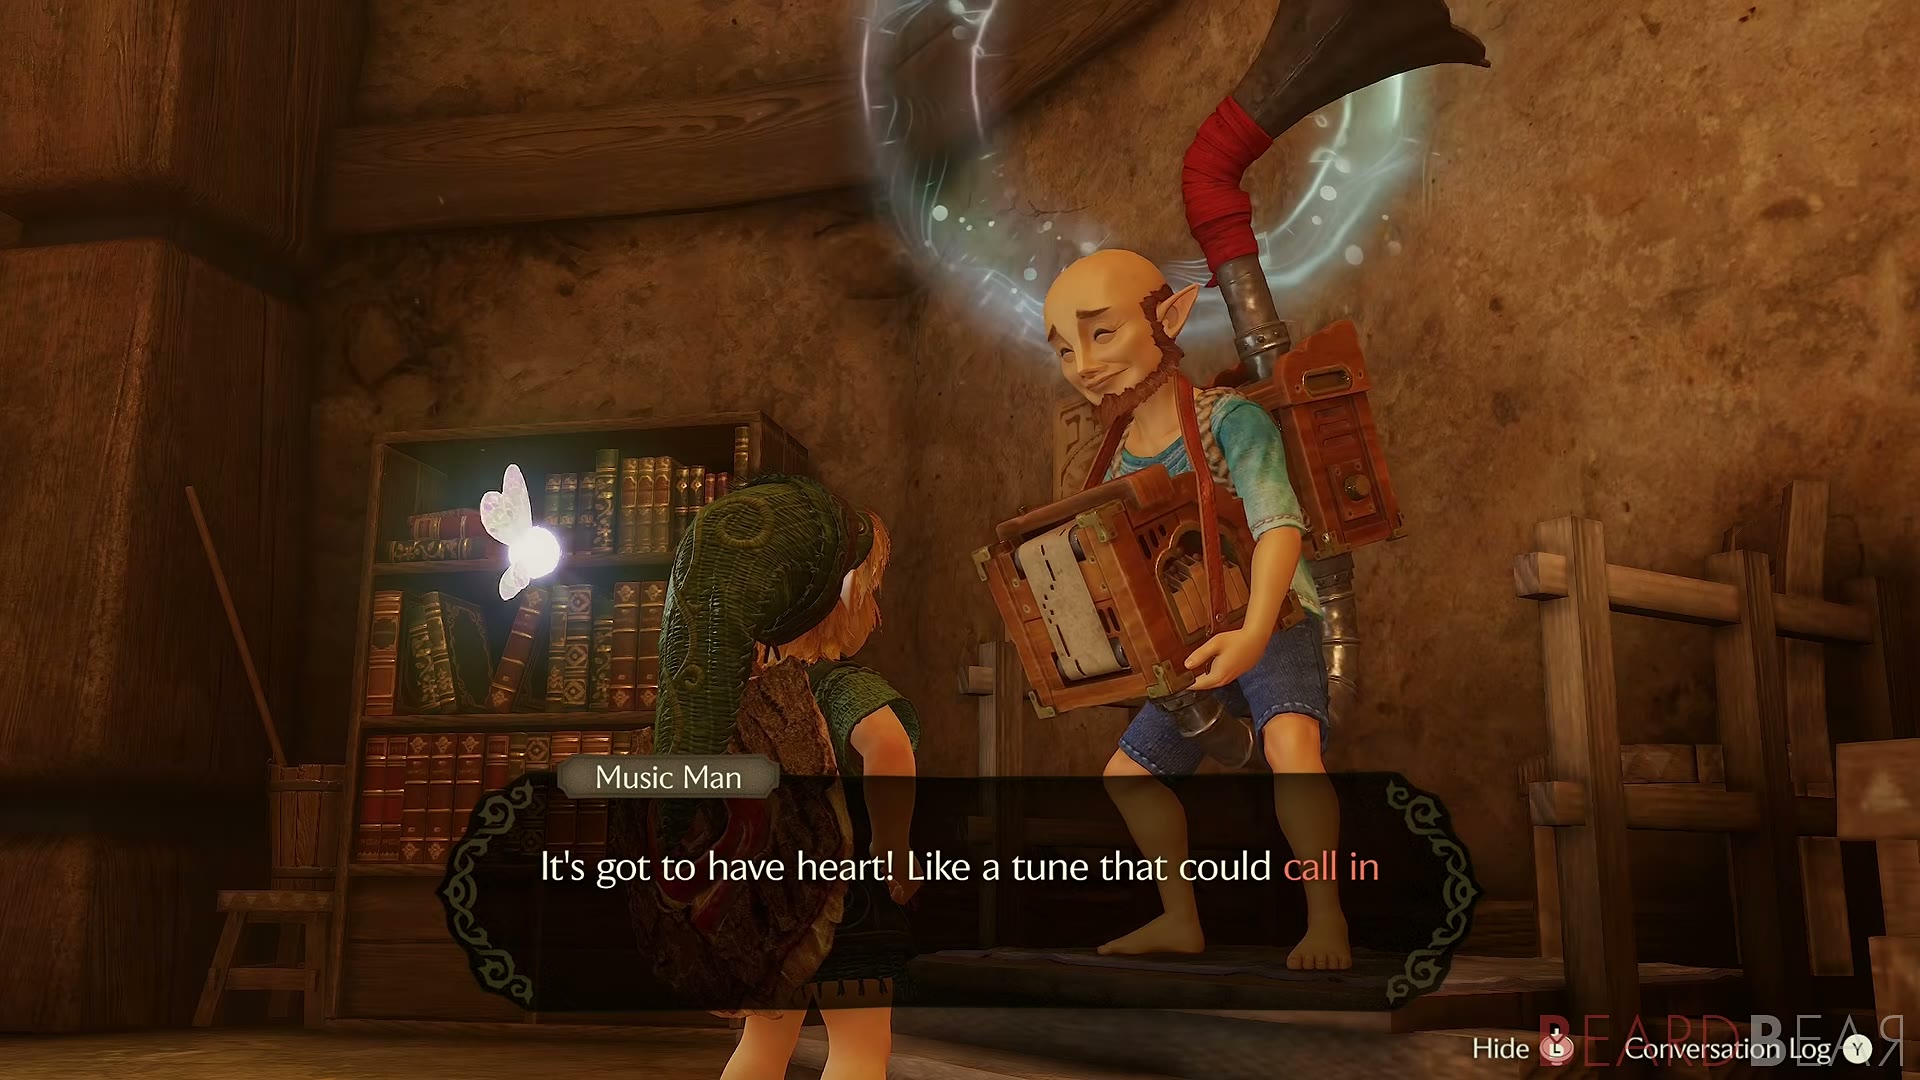 Music Man
It's got to have heart! Like a tune that could call in
Hide L Conversation Log Y
BEARDBEAR